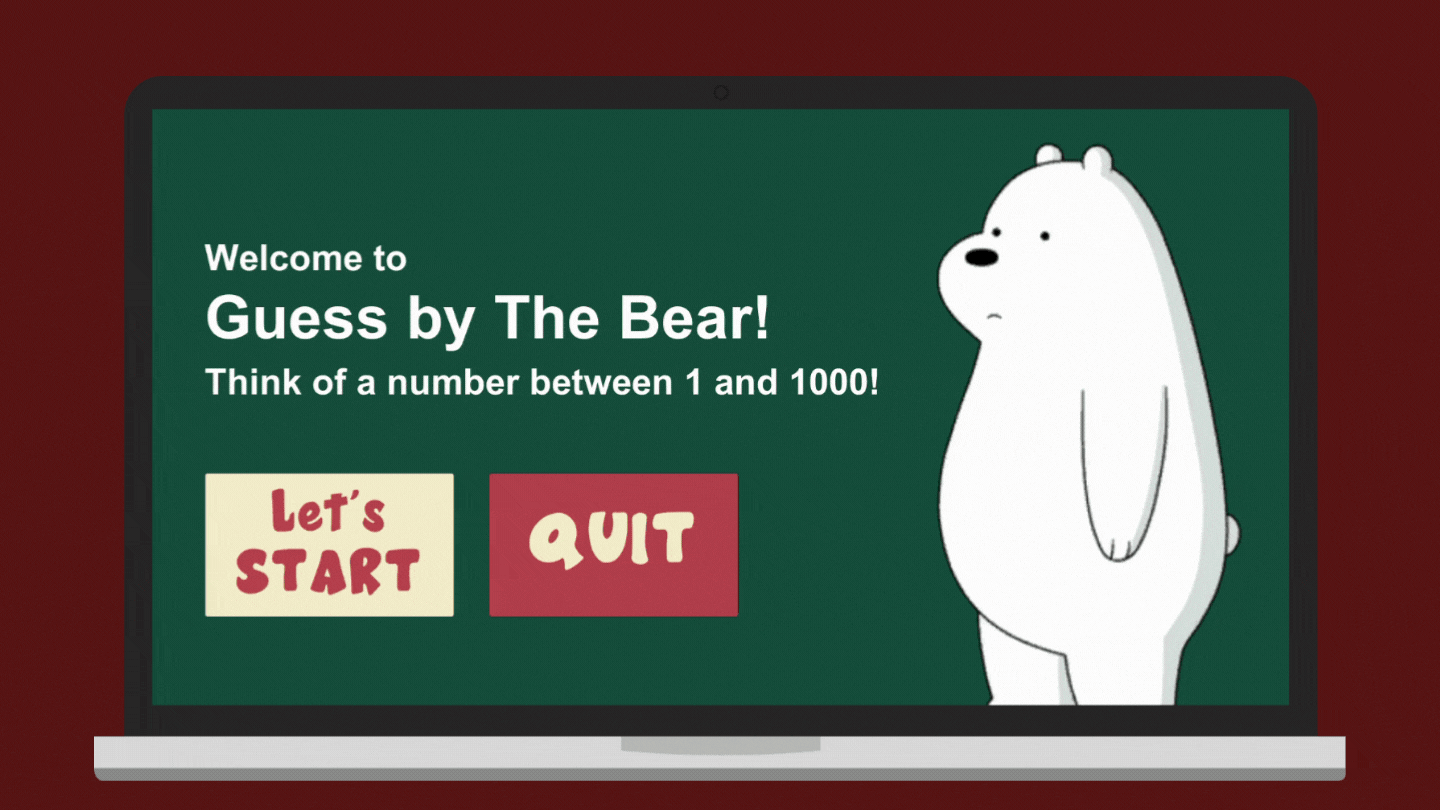 Welcome to
Guess by The Bear!
Think of a number between 1 and 1000!
Let's
START
QUIT